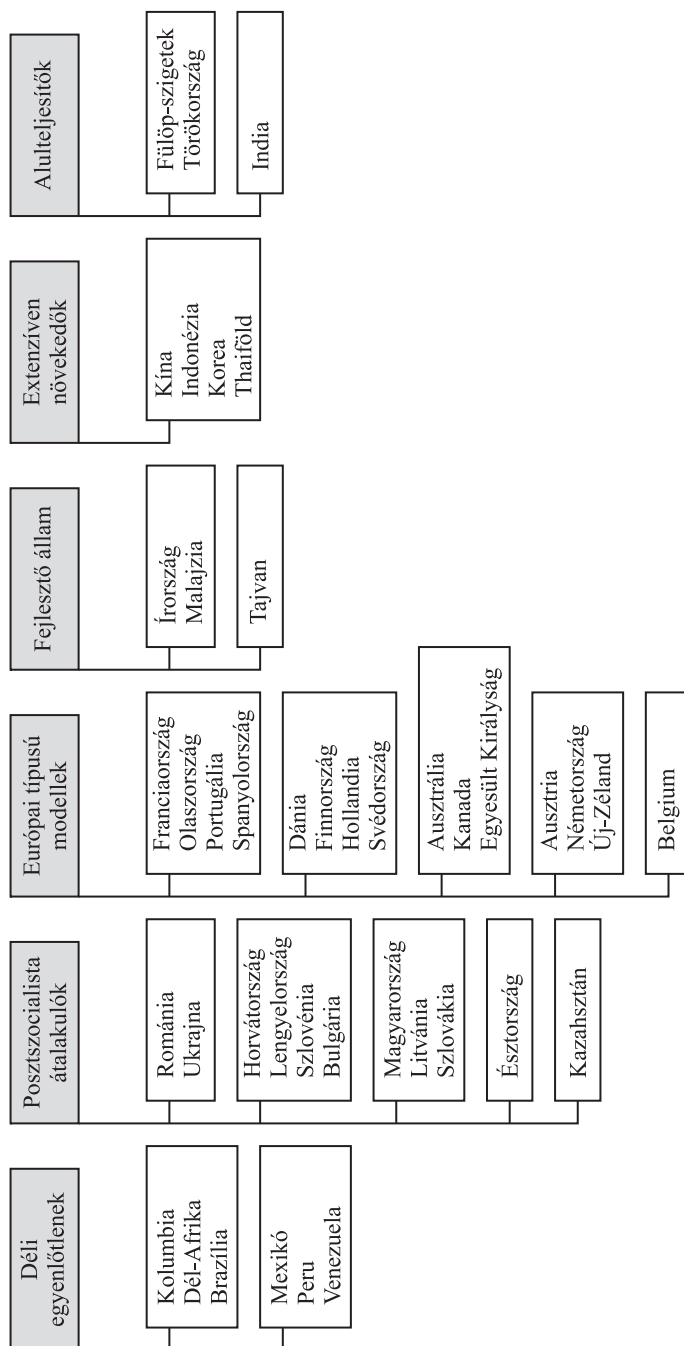 Déli
egyenlőtlenek
Kolumbia
Dél-Afrika
Brazília
Mexikó
Peru
Venezuela
Posztszocialista
átalakulók
Románia
Ukrajna
Horvátország
Lengyelország
Szlovénia
Bulgária
Magyarország
Litvánia
Szlovákia
Észtország
Kazahsztán
Európai típusú
modellek
Franciaország
Olaszország
Portugália
Spanyolország
Dánia
Finnország
Hollandia
Svédország
Ausztrália
Kanada
Egyesült Királyság
Ausztria
Németország
Új-Zéland
Belgium
Fejlesztő állam
Írország
Malajzia
Tajvan
Extenzíven
növekedők
Kína
Indonézia
Korea
Thaiföld
Alulteljesítők
Fülöp-szigetek
Törökország
India